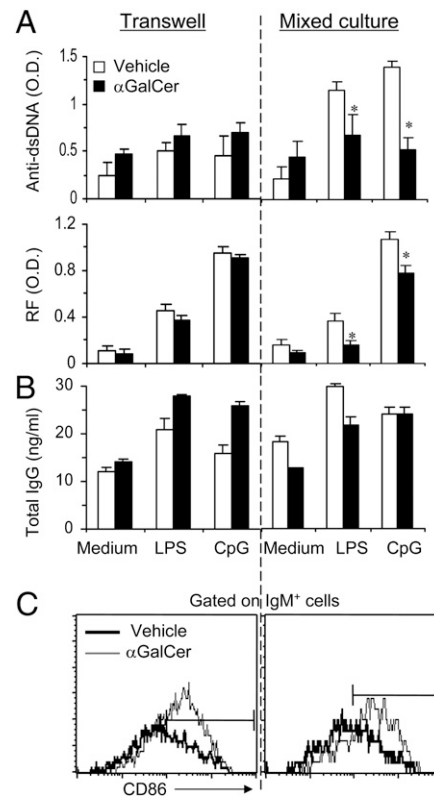 A
Transwell
Mixed culture
Vehicle
αGalCer
Anti-dsDNA (O.D.)
1.5
1
0.5
0
*
*
RF (O.D.)
1.2
0.8
0.4
0
*
*
B
Total IgG (ng/ml)
30
20
10
0
Medium LPS CpG Medium LPS CpG
C
Gated on IgM+ cells
Vehicle
αGalCer
CD86